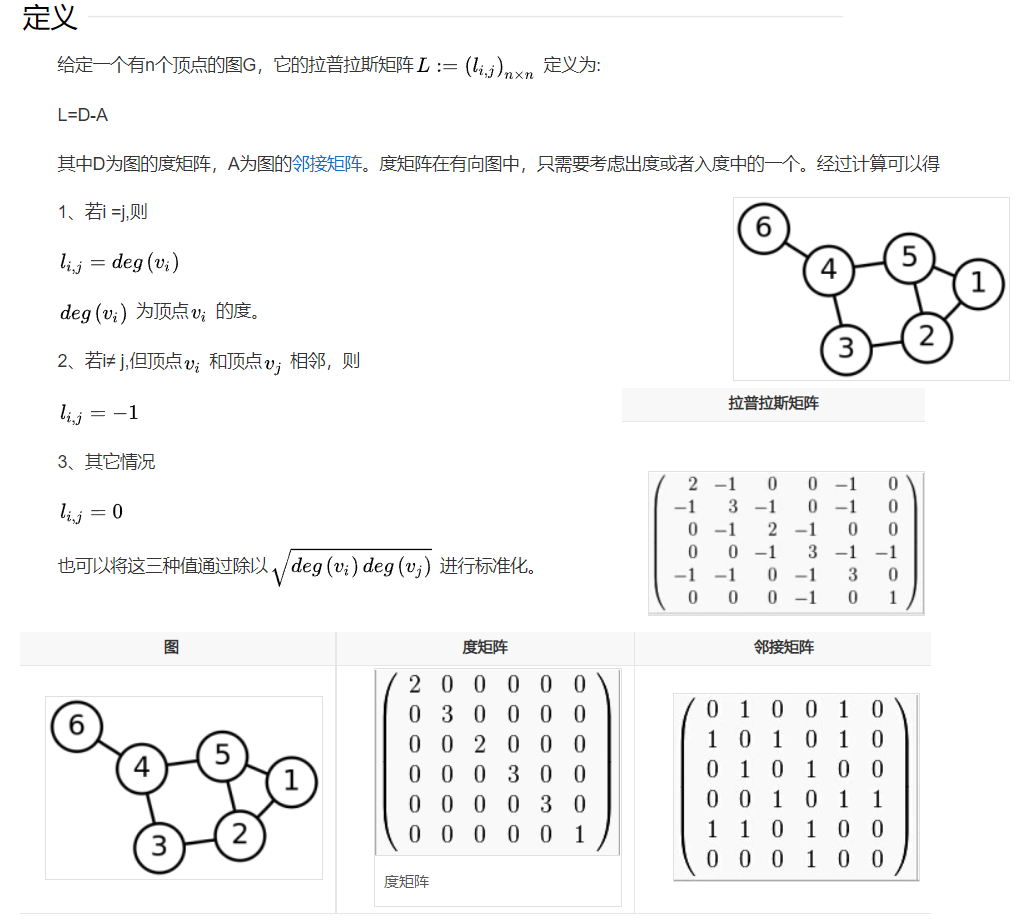 定义
给定一个有n个顶点的图G，它的拉普拉斯矩阵 L := (l_{i,j})_{n×n} 定义为:
L=D-A
其中D为图的度矩阵，A为图的邻接矩阵。度矩阵在有向图中，只需要考虑出度或者入度中的一个。经过计算可以得
1、若i =j,则
l_{i,j} = deg (v_i)
deg (v_i) 为顶点 v_i 的度。
2、若i≠ j,但顶点 v_i 和顶点 v_j 相邻，则
l_{i,j} = −1
3、其它情况
l_{i,j} = 0
也可以将这三种值通过除以 √(deg (v_i) deg (v_j)) 进行标准化。
6
4
5
1
3
2
拉普拉斯矩阵
2 −1 0 0 −1 0
−1 3 −1 0 −1 0
0 −1 2 −1 0 0
0 0 −1 3 −1 −1
−1 −1 0 −1 3 0
0 0 0 −1 0 1
图 度矩阵 邻接矩阵
6
4
5
1
3
2
2 0 0 0 0 0
0 3 0 0 0 0
0 0 2 0 0 0
0 0 0 3 0 0
0 0 0 0 3 0
0 0 0 0 0 1
度矩阵
0 1 0 0 1 0
1 0 1 0 1 0
0 1 0 1 0 0
0 0 1 0 1 1
1 1 0 1 0 0
0 0 0 1 0 0